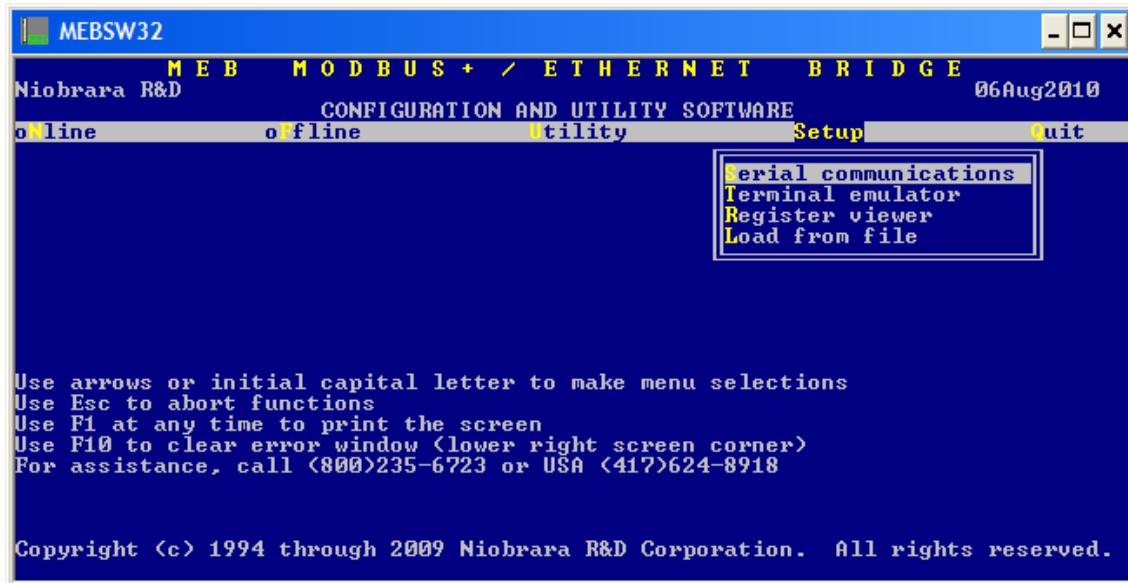 MEBSW32
M E B   M O D B U S + / E T H E R N E T   B R I D G E
Niobrara R&D 06Aug2010
CONFIGURATION AND UTILITY SOFTWARE
oNline oFfline Utility Setup Quit
Serial communications
Terminal emulator
Register viewer
Load from file
Use arrows or initial capital letter to make menu selections
Use Esc to abort functions
Use F1 at any time to print the screen
Use F10 to clear error window (lower right screen corner)
For assistance, call (800)235-6723 or USA (417)624-8918
Copyright (c) 1994 through 2009 Niobrara R&D Corporation. All rights reserved.